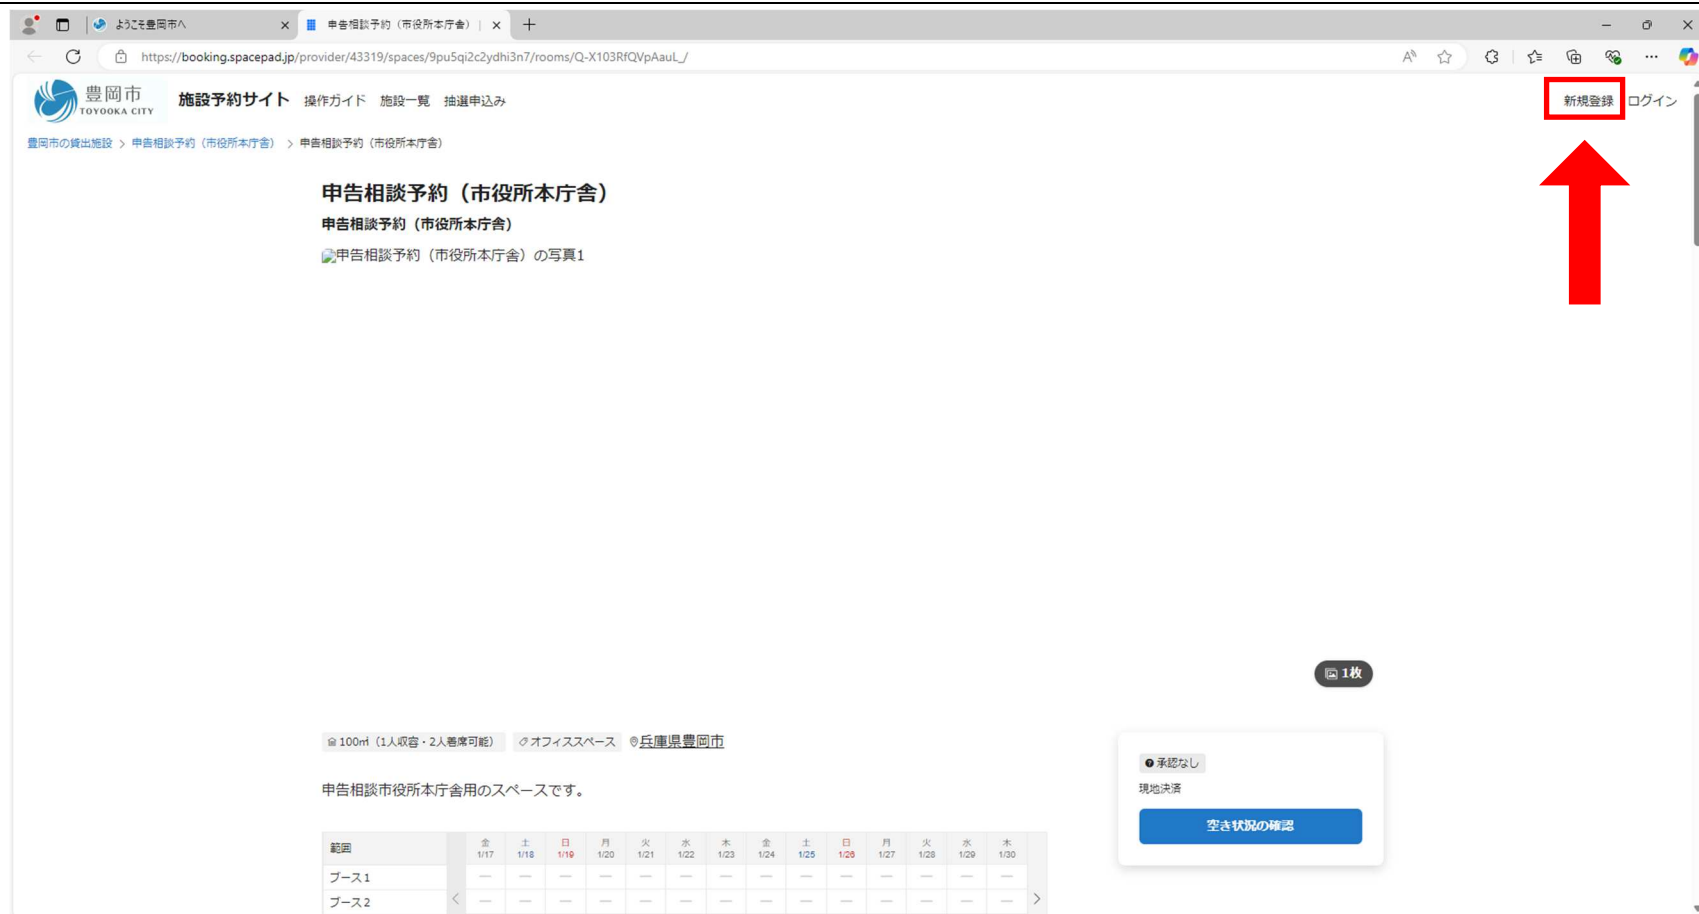 ようこそ豊岡市へ
申告相談予約（市役所本庁舎） |
https://booking.spacepad.jp/provider/43319/spaces/9pu5qi2c2ydhi3n7/rooms/Q-X103RfQVpAauL_/
豊岡市
TOYOOKA CITY
施設予約サイト 操作ガイド 施設一覧 抽選申込み
新規登録 ログイン
豊岡市の貸出施設 > 申告相談予約（市役所本庁舎） > 申告相談予約（市役所本庁舎）
申告相談予約（市役所本庁舎）
申告相談予約（市役所本庁舎）
申告相談予約（市役所本庁舎）の写真1
1枚
100㎡（1人収容・2人着席可能） オフィススペース 兵庫県豊岡市
承認なし
現地決済
空き状況の確認
申告相談市役所本庁舎用のスペースです。
範囲 金 土 日 月 火 水 木 金 土 日 月 火 水 木
1/17 1/18 1/19 1/20 1/21 1/22 1/23 1/24 1/25 1/26 1/27 1/28 1/29 1/30
ブース1 — — — — — — — — — — — — — —
ブース2 < — — — — — — — — — — — — — — >